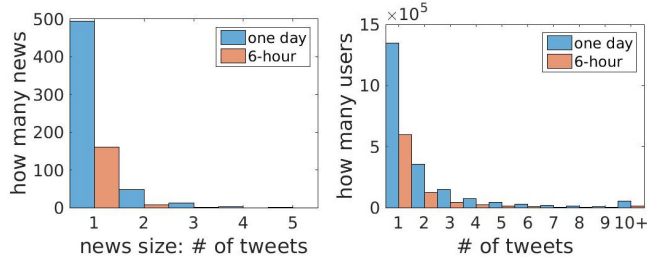 500
400
300
200
100
0
how many news
one day
6-hour
1 2 3 4 5
news size: # of tweets
×10⁵
15
10
5
0
how many users
one day
6-hour
1 2 3 4 5 6 7 8 9 10+
# of tweets